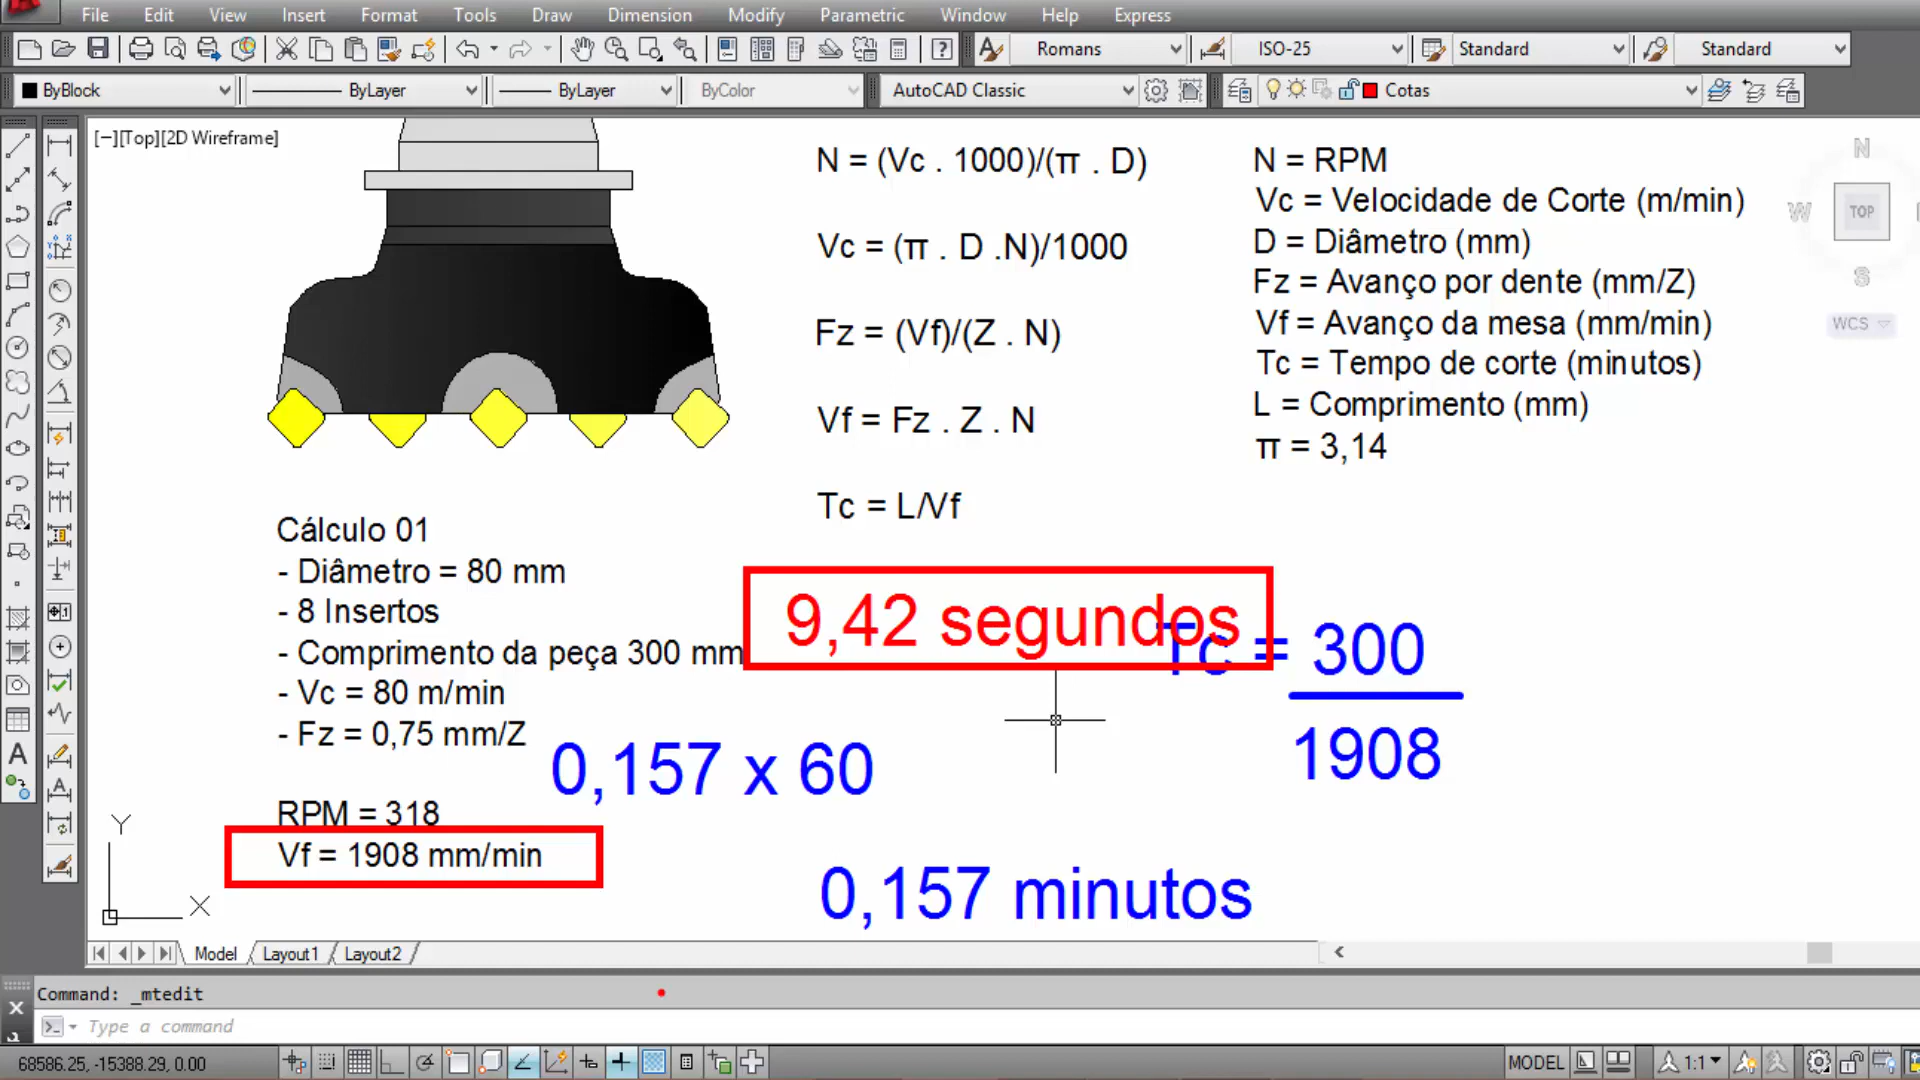 File Edit View Insert Format Tools Draw Dimension Modify Parametric Window Help Express
Romans ISO-25 Standard Standard
ByBlock ByLayer ByLayer ByColor AutoCAD Classic Cotas
[−][Top][2D Wireframe]
N = (Vc . 1000)/(π . D)
Vc = (π . D .N)/1000
Fz = (Vf)/(Z . N)
Vf = Fz . Z . N
Tc = L/Vf
N = RPM
Vc = Velocidade de Corte (m/min)
D = Diâmetro (mm)
Fz = Avanço por dente (mm/Z)
Vf = Avanço da mesa (mm/min)
Tc = Tempo de corte (minutos)
L = Comprimento (mm)
π = 3,14
N
W
TOP
S
WCS
Cálculo 01
- Diâmetro = 80 mm
- 8 Insertos
- Comprimento da peça 300 mm
- Vc = 80 m/min
- Fz = 0,75 mm/Z
RPM = 318
Vf = 1908 mm/min
9,42 segundos
Tc = 300
1908
0,157 x 60
0,157 minutos
Y
X
Model Layout1 Layout2
Command: _mtedit
Type a command
68586.25, -15388.29, 0.00
MODEL
1:1